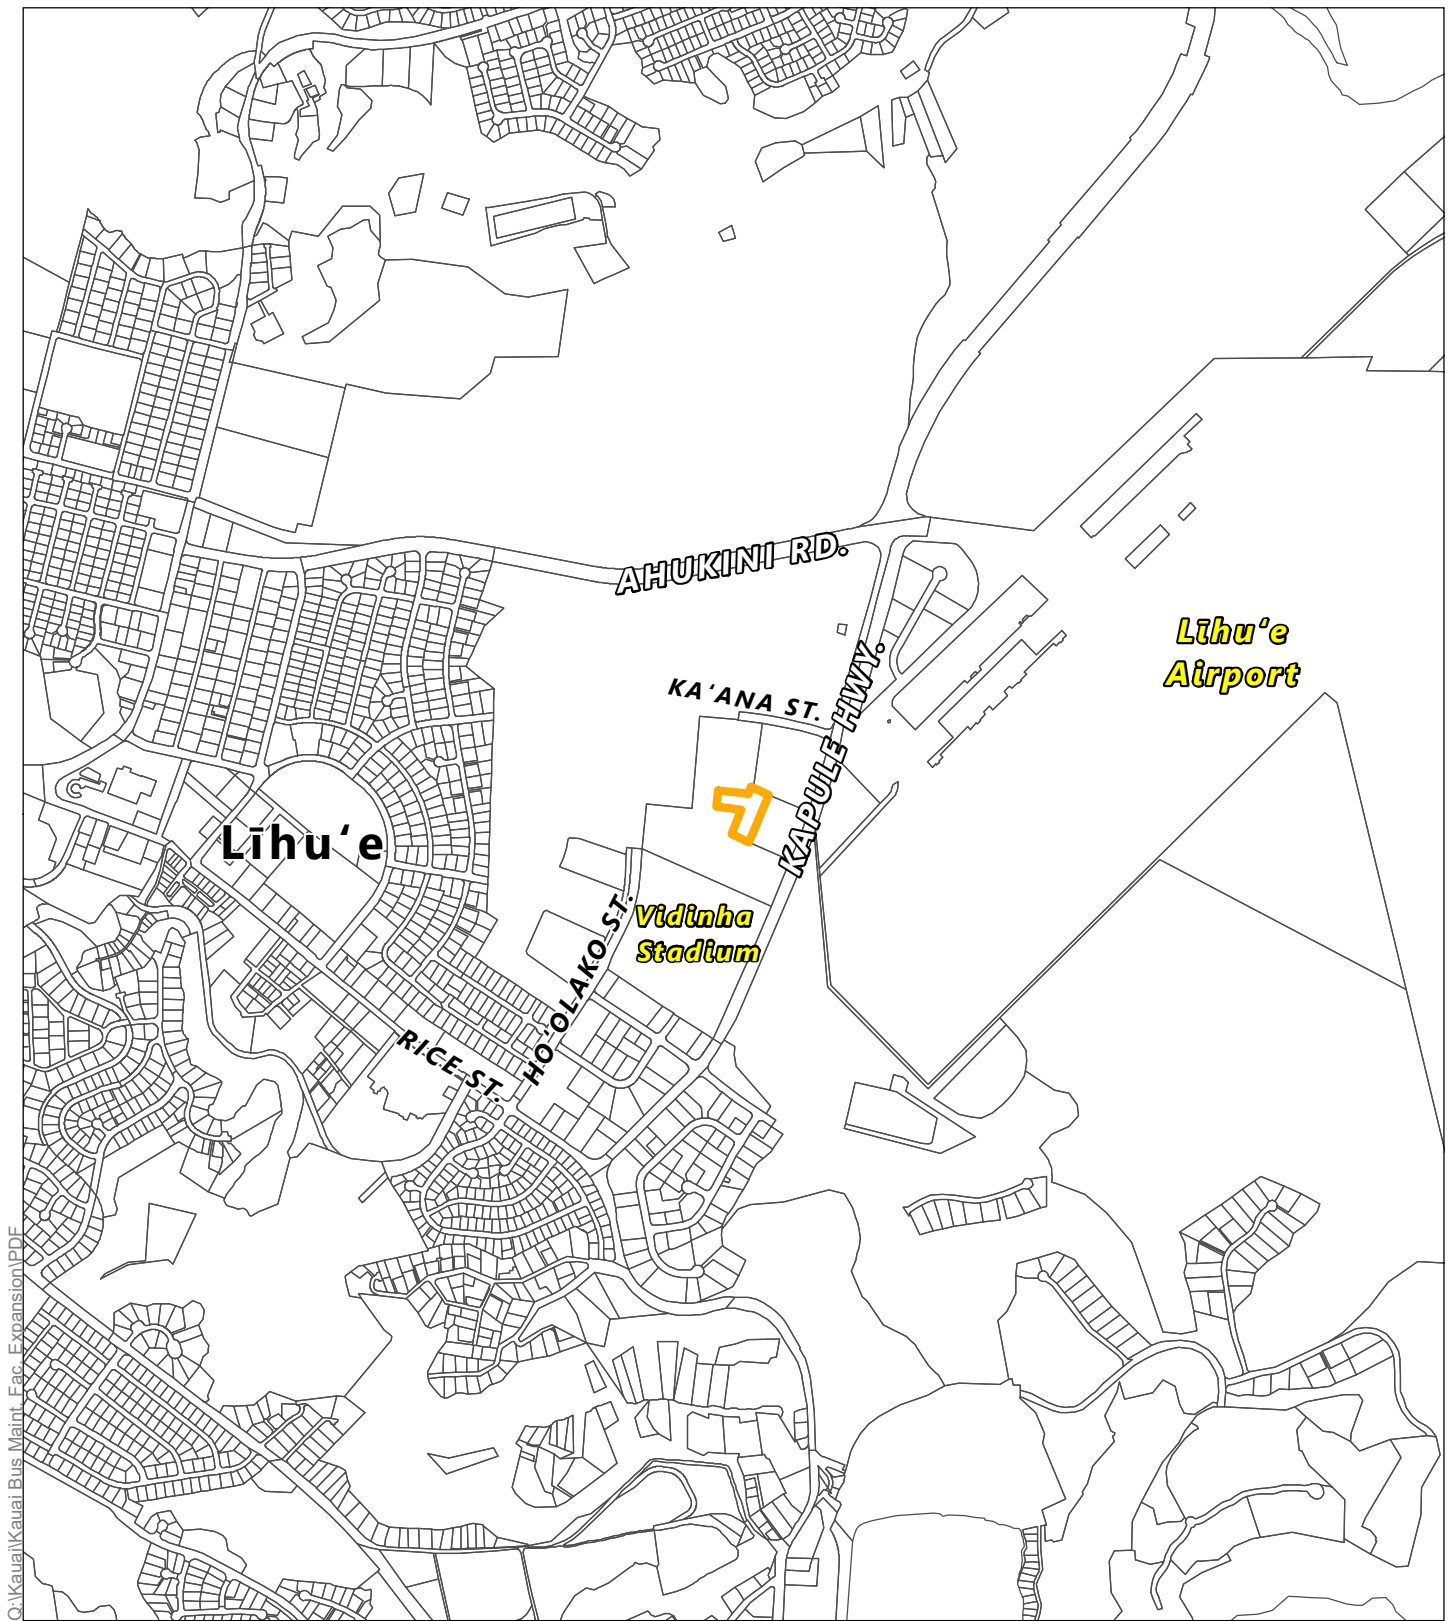 AHUKINI RD.
Līhuʻe
Airport
KAʻANA ST.
KAPULE HWY.
Līhuʻe
Vidinha
Stadium
HOʻOLAKO ST.
RICE ST.
Q:\Kauai\Kauai Bus Maint. Fac. Expansion\PDF